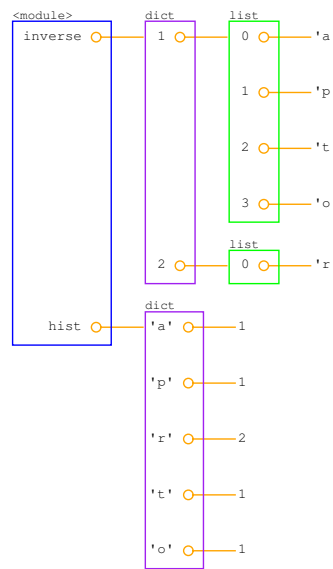 <module> dict list
inverse 1 0 'a
1 'p
2 't
3 'o
list
2 0 'r
dict
hist 'a' 1
'p' 1
'r' 2
't' 1
'o' 1